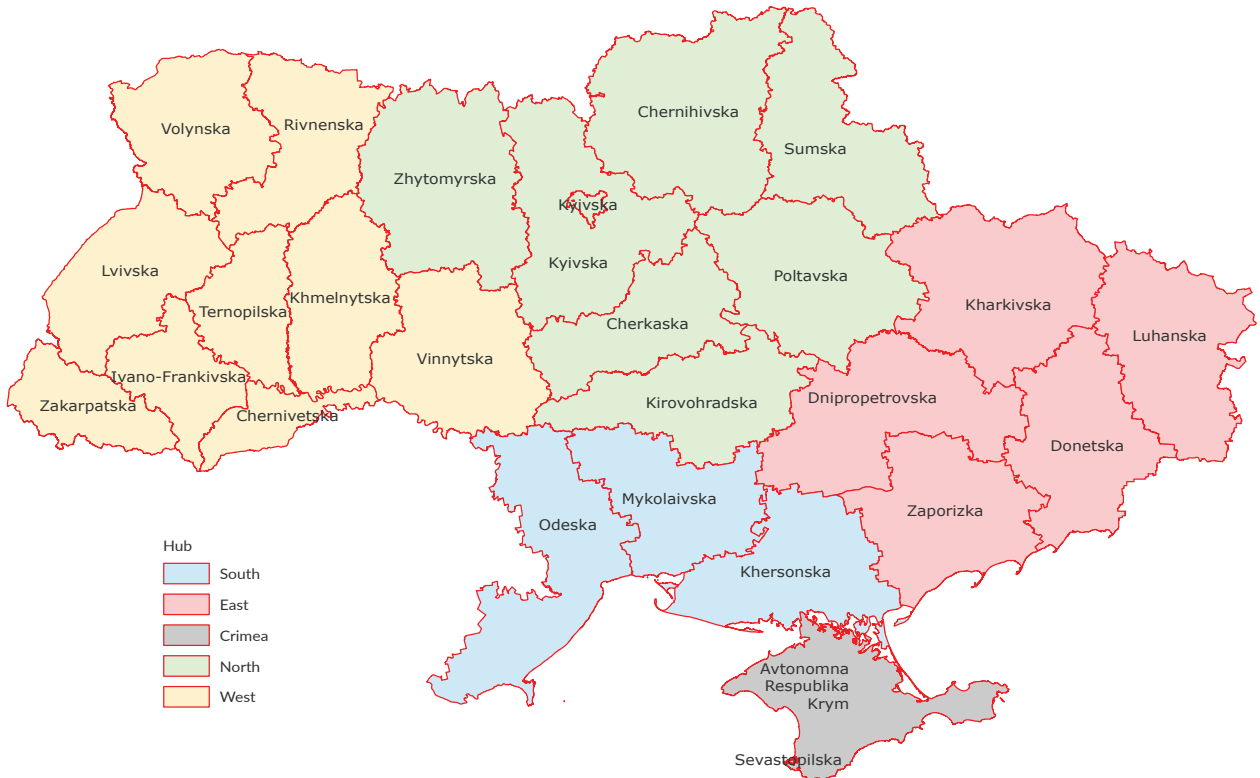 Chernihivska
Volynska
Rivnenska
Sumska
Zhytomyrska
Kyivska
Kyivska
Lvivska
Poltavska
Khmelnytska
Ternopilska
Kharkivska
Cherkaska
Luhanska
Vinnytska
Ivano-Frankivska
Zakarpatska
Chernivetska
Kirovohradska
Dnipropetrovska
Donetska
Mykolaivska
Zaporizka
Odeska
Khersonska
Hub
South
East
Crimea
North
West
Avtonomna
Respublika
Krym
Sevastopilska